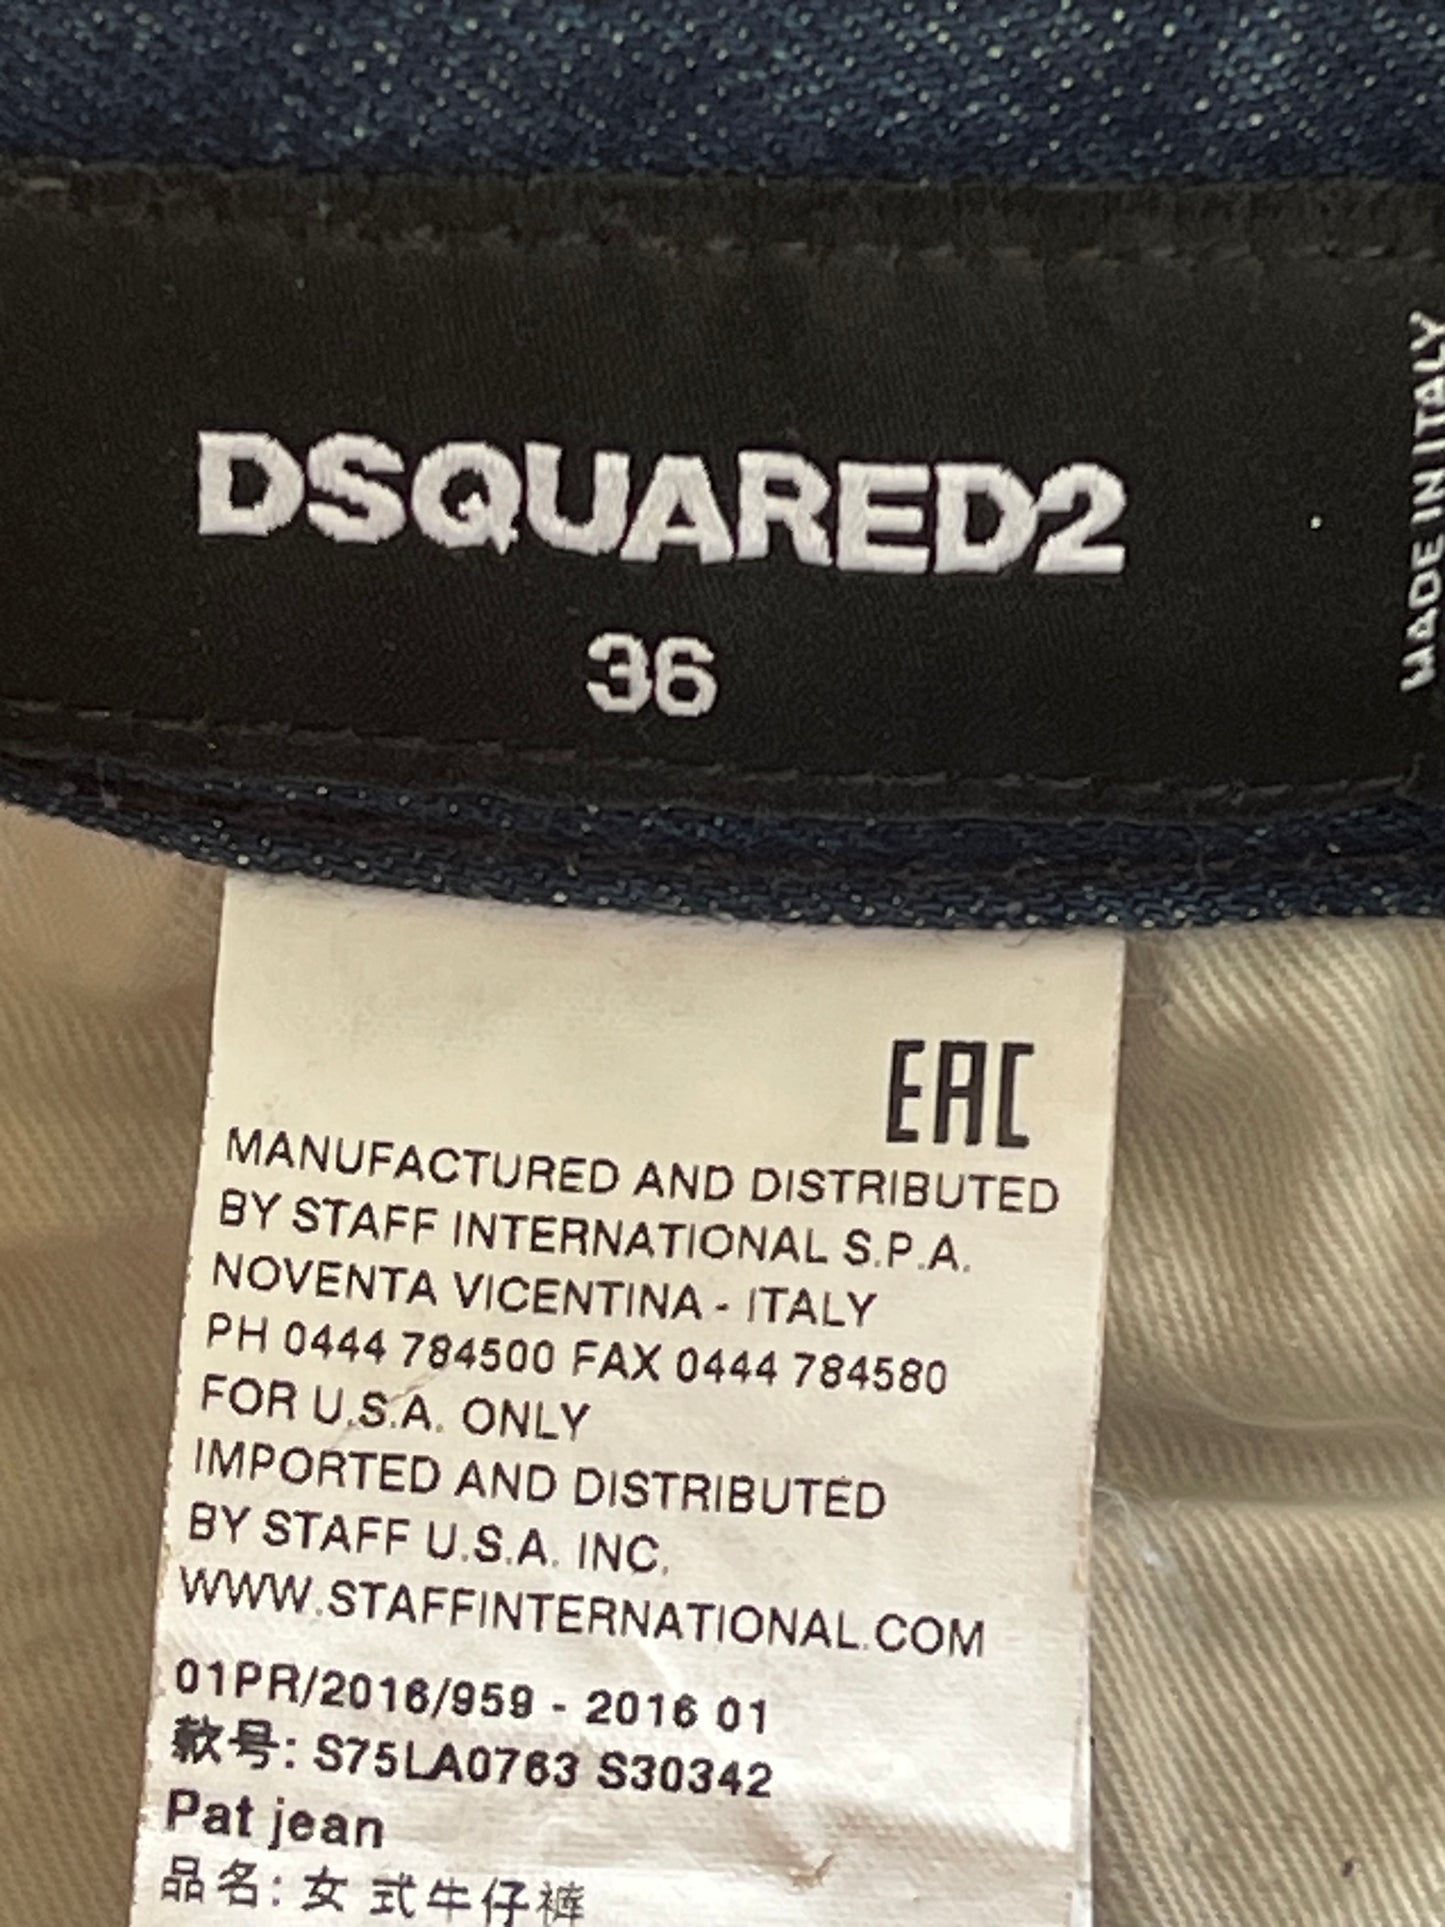 DSQUARED2
36
MADE IN ITALY
EAC
MANUFACTURED AND DISTRIBUTED
BY STAFF INTERNATIONAL S.P.A.
NOVENTA VICENTINA - ITALY
PH 0444 784500 FAX 0444 784580
FOR U.S.A. ONLY
IMPORTED AND DISTRIBUTED
BY STAFF U.S.A. INC.
WWW.STAFFINTERNATIONAL.COM
01PR/2016/959 - 2016 01
款号: S75LA0763 S30342
Pat jean
品名: 女式牛仔裤